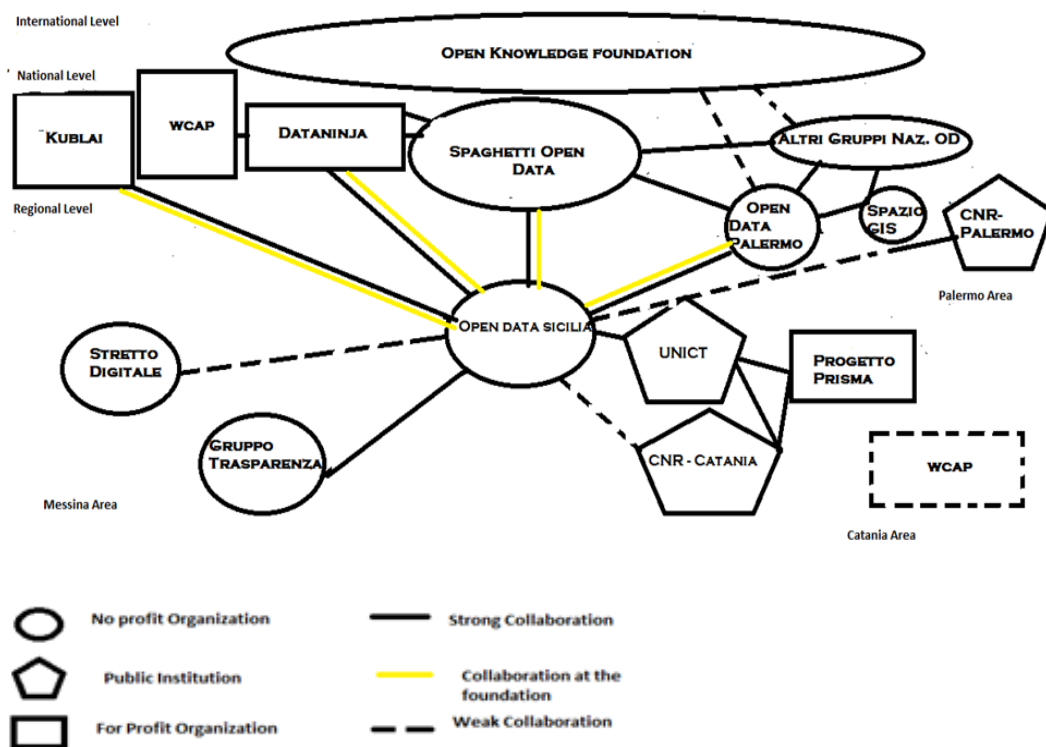 International Level
OPEN KNOWLEDGE FOUNDATION
National Level
KUBLAI
WCAP
DATANINJA
SPAGHETTI OPEN
DATA
ALTRI GRUPPI NAZ. OD
Regional Level
OPEN
DATA
PALERMO
SPAZIO
GIS
CNR-
PALERMO
Palermo Area
OPEN DATA SICILIA
STRETTO
DIGITALE
UNICT
PROGETTO
PRISMA
GRUPPO
TRASPARENZA
CNR - CATANIA
WCAP
Messina Area
Catania Area
No profit Organization
Strong Collaboration
Public Institution
Collaboration at the
foundation
For Profit Organization
Weak Collaboration